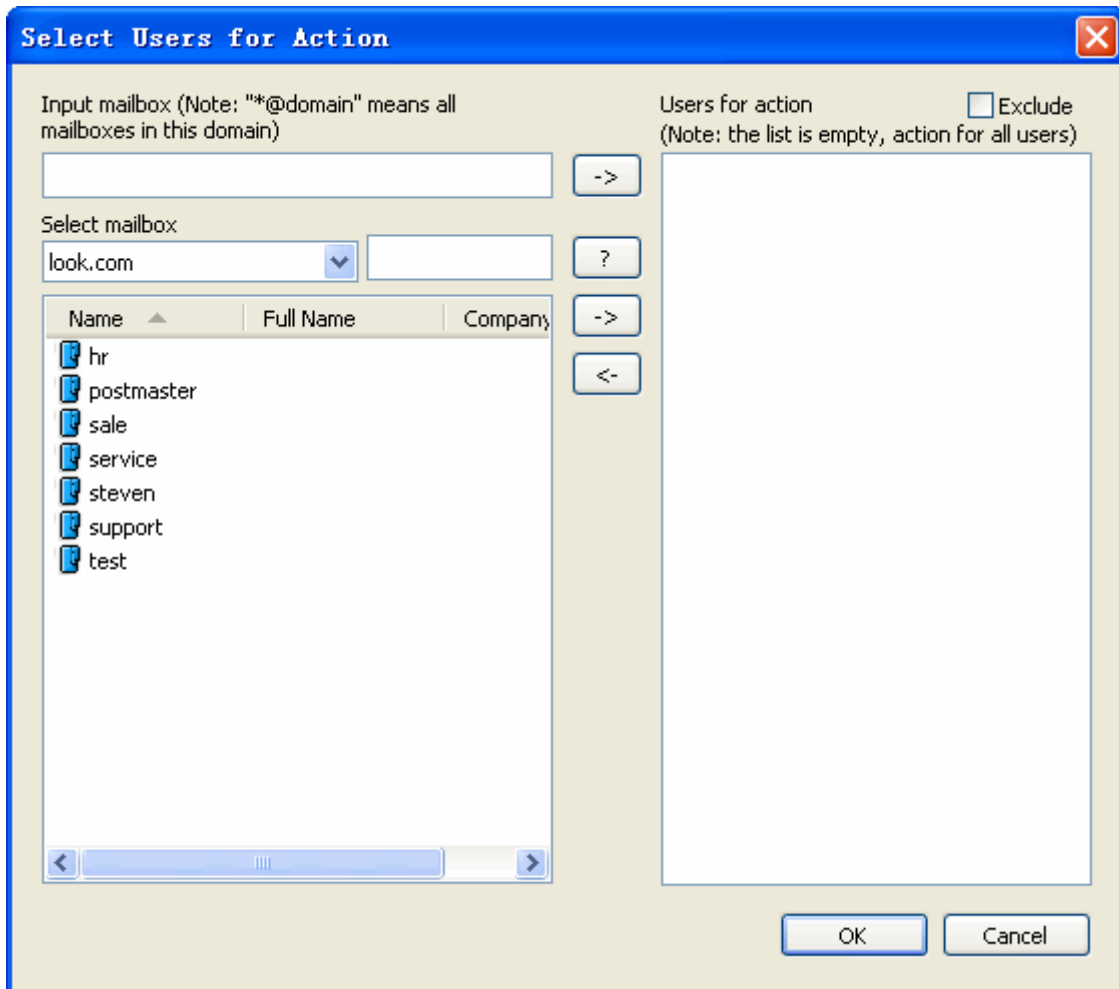 Select Users for Action
Input mailbox (Note: "*@domain" means all
mailboxes in this domain)
->
Select mailbox
look.com
?
Name
Full Name
Company
->
<-
hr
postmaster
sale
service
steven
support
test
Users for action
Exclude
(Note: the list is empty, action for all users)
OK
Cancel